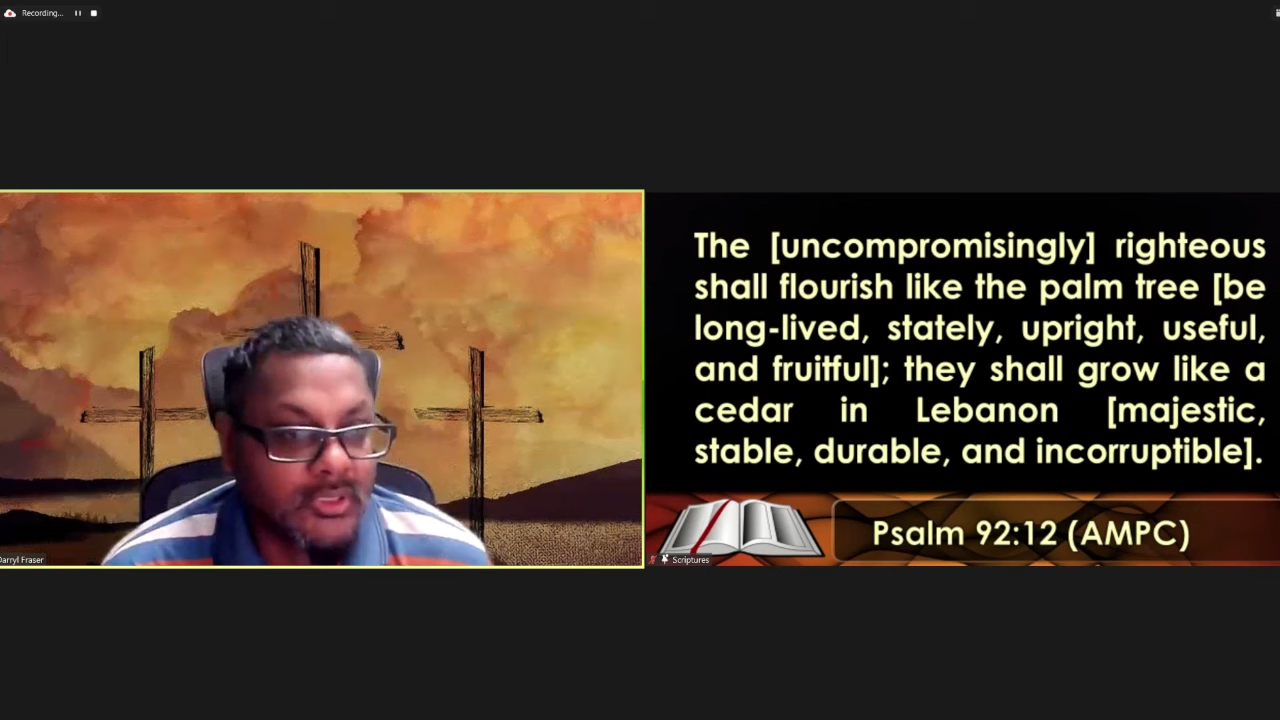 Recording...
The [uncompromisingly] righteous
shall flourish like the palm tree [be
long-lived, stately, upright, useful,
and fruitful]; they shall grow like a
cedar in Lebanon [majestic,
stable, durable, and incorruptible].
Psalm 92:12 (AMPC)
Darryl Fraser
Scriptures